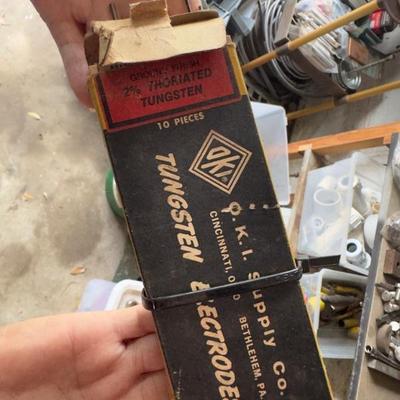 GROUND FINISH
2% THORIATED
TUNGSTEN
10 PIECES
OKI
O. K. I. Supply Co.
CINCINNATI, O
BETHLEHEM, PA.
TUNGSTEN ELECTRODES